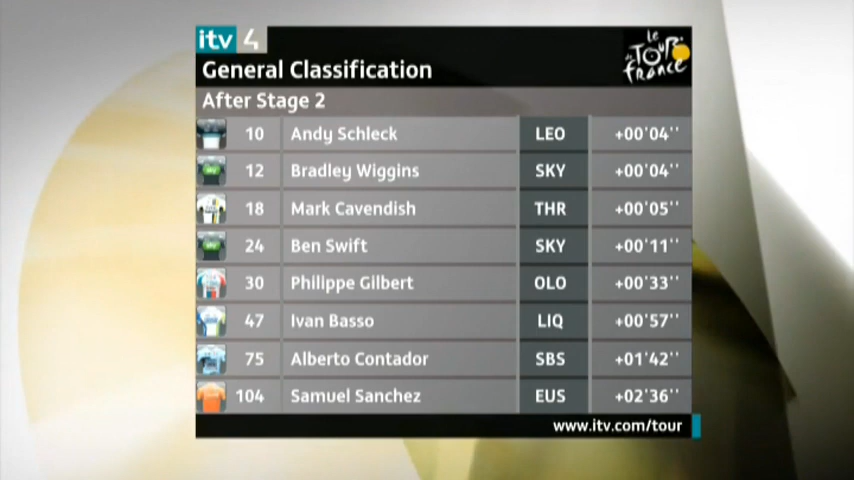 itv 4
General Classification
le TOUR de france
After Stage 2
10 Andy Schleck LEO +00'04''
12 Bradley Wiggins SKY +00'04''
18 Mark Cavendish THR +00'05''
24 Ben Swift SKY +00'11''
30 Philippe Gilbert OLO +00'33''
47 Ivan Basso LIQ +00'57''
75 Alberto Contador SBS +01'42''
104 Samuel Sanchez EUS +02'36''
www.itv.com/tour